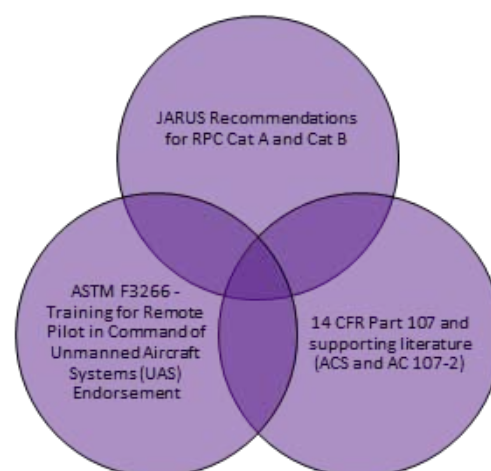 JARUS Recommendations
for RPC Cat A and Cat B
ASTM F3266 -
Training for Remote
Pilot in Command of
Unmanned Aircraft
Systems (UAS)
Endorsement
14 CFR Part 107 and
supporting literature
(ACS and AC 107-2)